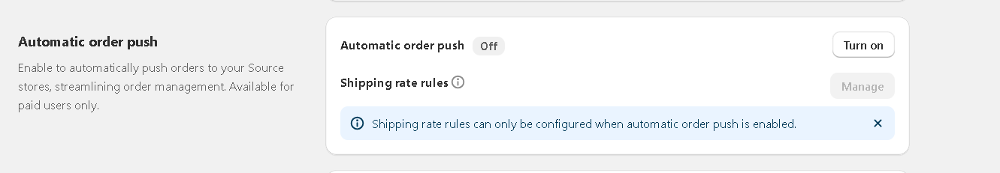 Automatic order push
Enable to automatically push orders to your Source
stores, streamlining order management. Available for
paid users only.
Automatic order push Off
Turn on
Shipping rate rules
Manage
Shipping rate rules can only be configured when automatic order push is enabled.